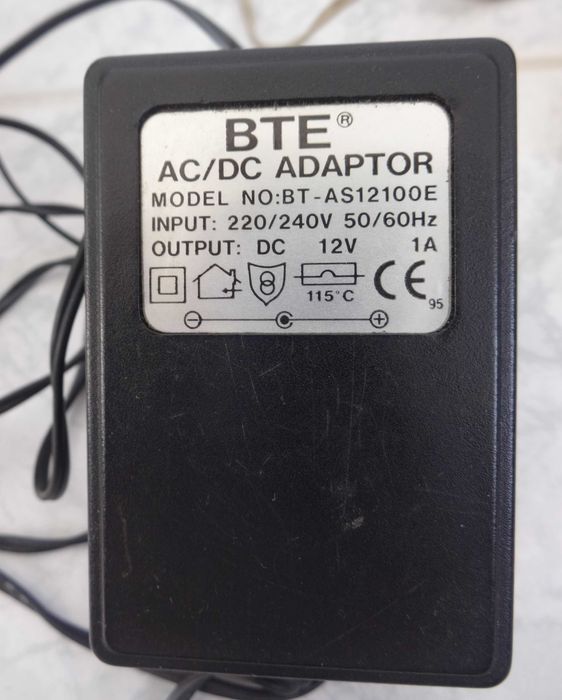 BTE®
AC/DC ADAPTOR
MODEL NO:BT-AS12100E
INPUT: 220/240V 50/60Hz
OUTPUT: DC 12V 1A
115°C CE 95